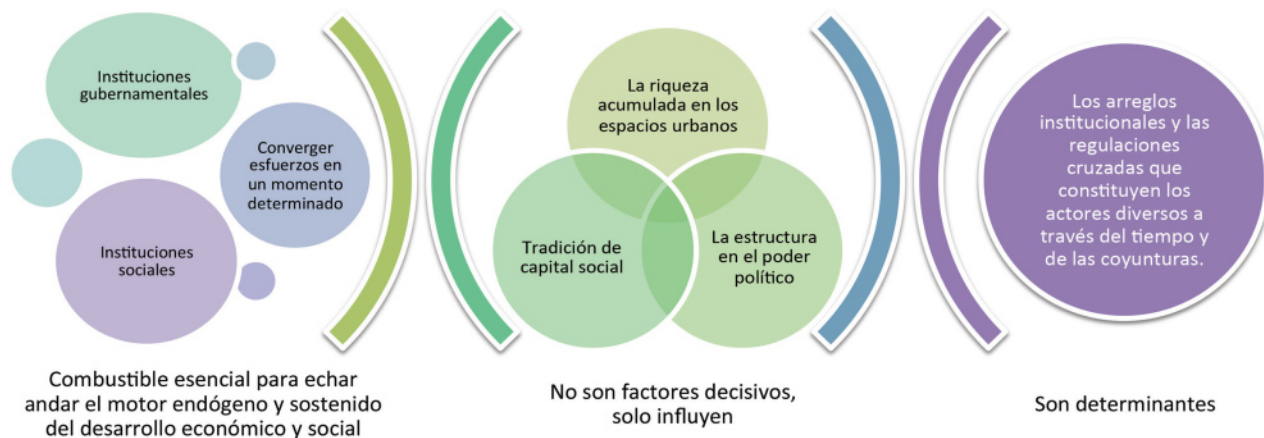 Instituciones
gubernamentales
Converger
esfuerzos en
un momento
determinado
Instituciones
sociales
Combustible esencial para echar
andar el motor endógeno y sostenido
del desarrollo económico y social
La riqueza
acumulada en los
espacios urbanos
Tradición de
capital social
La estructura
en el poder
político
No son factores decisivos,
solo influyen
Los arreglos
institucionales y las
regulaciones
cruzadas que
constituyen los
actores diversos a
través del tiempo y
de las coyunturas.
Son determinantes